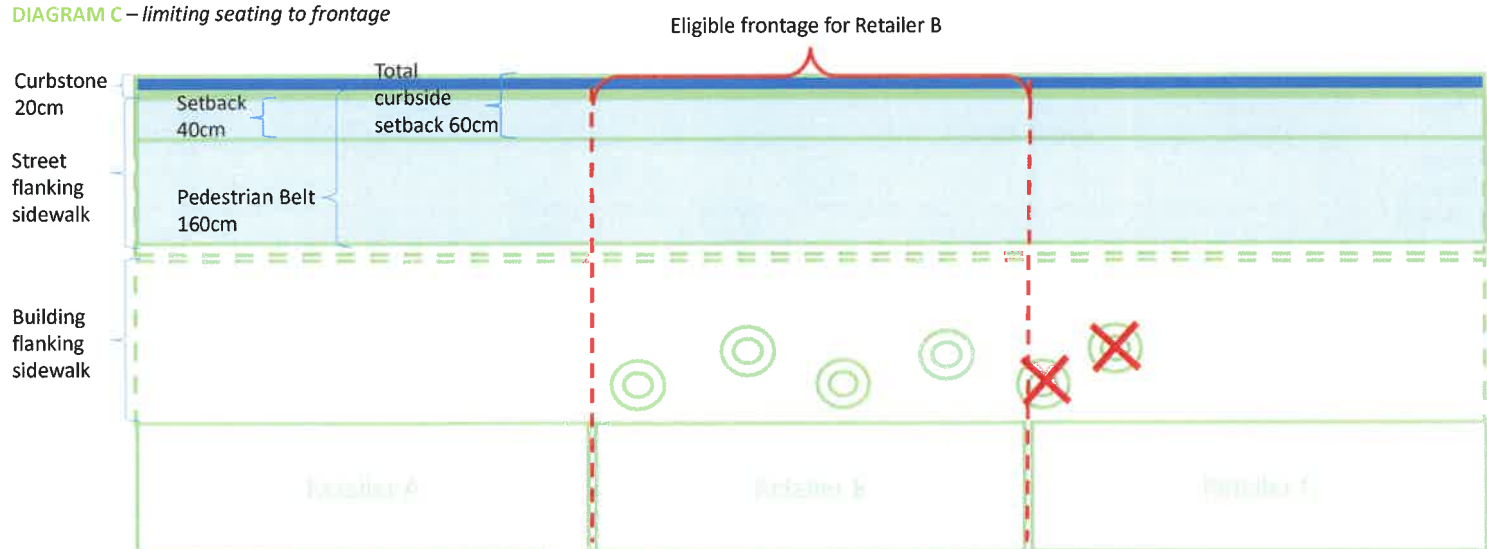 DIAGRAM C – limiting seating to frontage
Eligible frontage for Retailer B
Curbstone
20cm
Setback
40cm
Total
curbside
setback 60cm
Street
flanking
sidewalk
Pedestrian Belt
160cm
Building
flanking
sidewalk
Retailer A
Retailer B
Retailer C